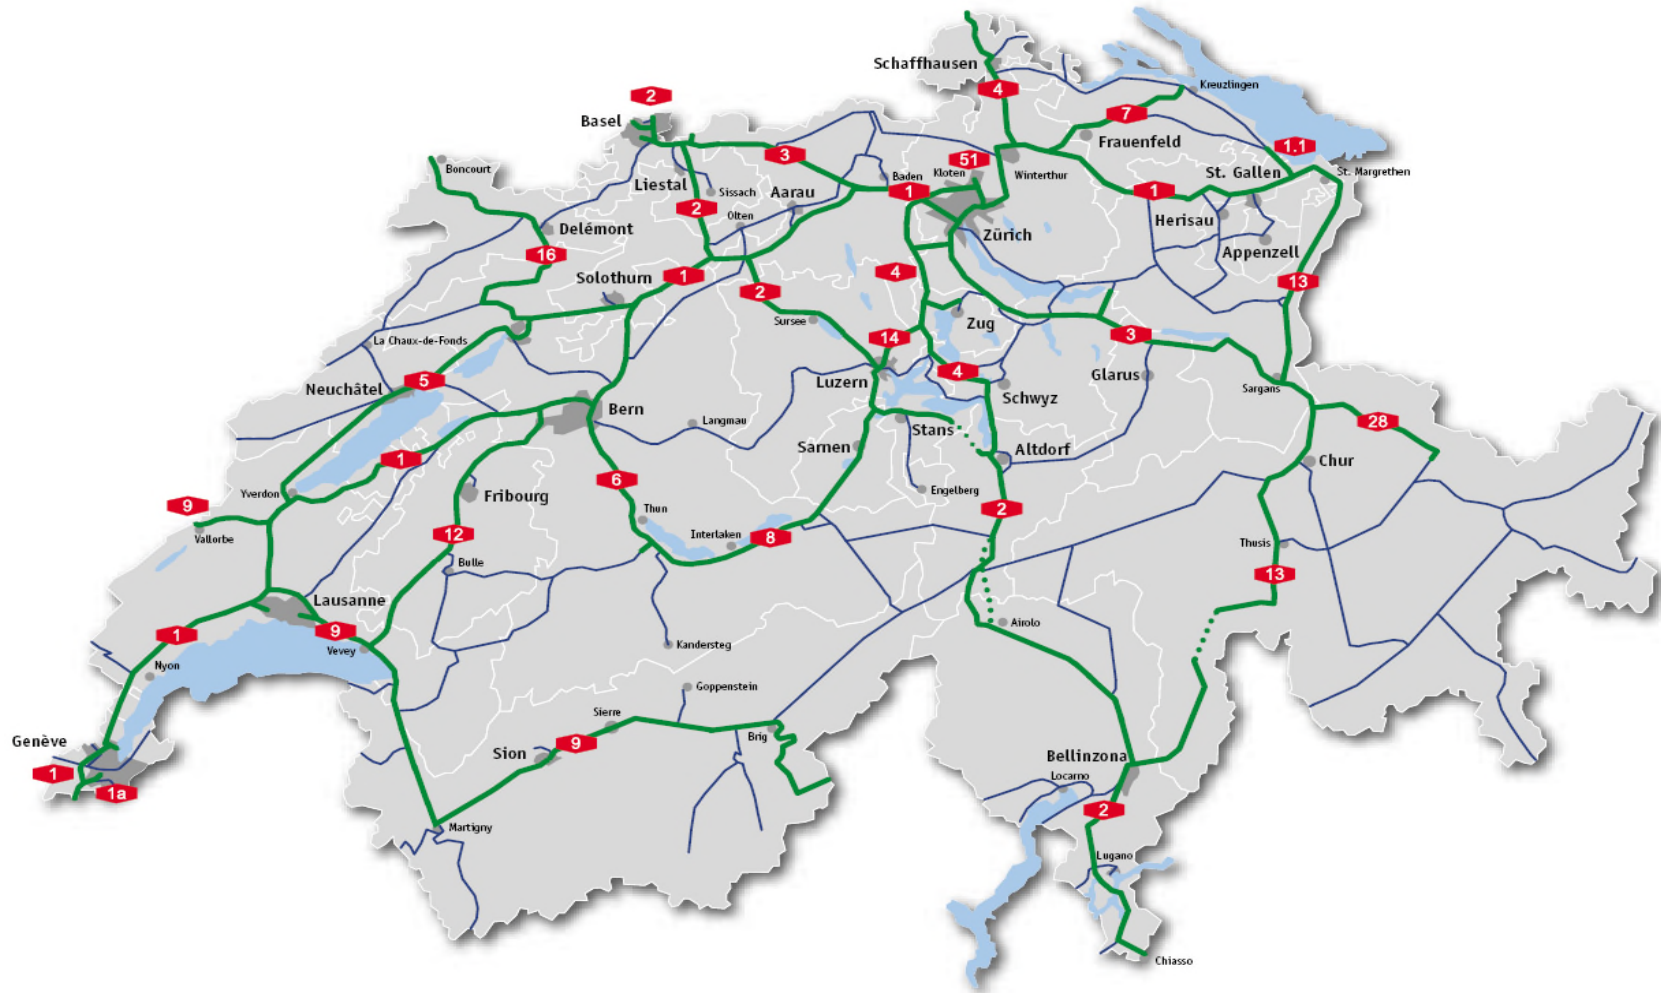 Schaffhausen
4
Kreuzlingen
2
Basel
7
Frauenfeld
1.1
3
51
Boncourt
Liestal
Sissach
Aarau
Baden
Kloten
Winterthur
1
1
St. Gallen
St. Margrethen
2
Olten
Herisau
Delémont
Zürich
Appenzell
16
Solothurn
1
4
13
2
Sursee
Zug
La Chaux-de-Fonds
14
3
Neuchâtel
5
Luzern
4
Glarus
Sargans
Schwyz
Bern
Langmau
Stans
28
Sarnen
Altdorf
1
Chur
6
Yverdon
Fribourg
Engelberg
9
Thun
2
Vallorbe
12
Interlaken
8
Thusis
Bulle
13
Lausanne
1
9
Airolo
Vevey
Kandersteg
Nyon
Goppenstein
Sierre
Genève
Sion
9
Brig
Bellinzona
1
1a
Locarno
2
Martigny
Lugano
Chiasso